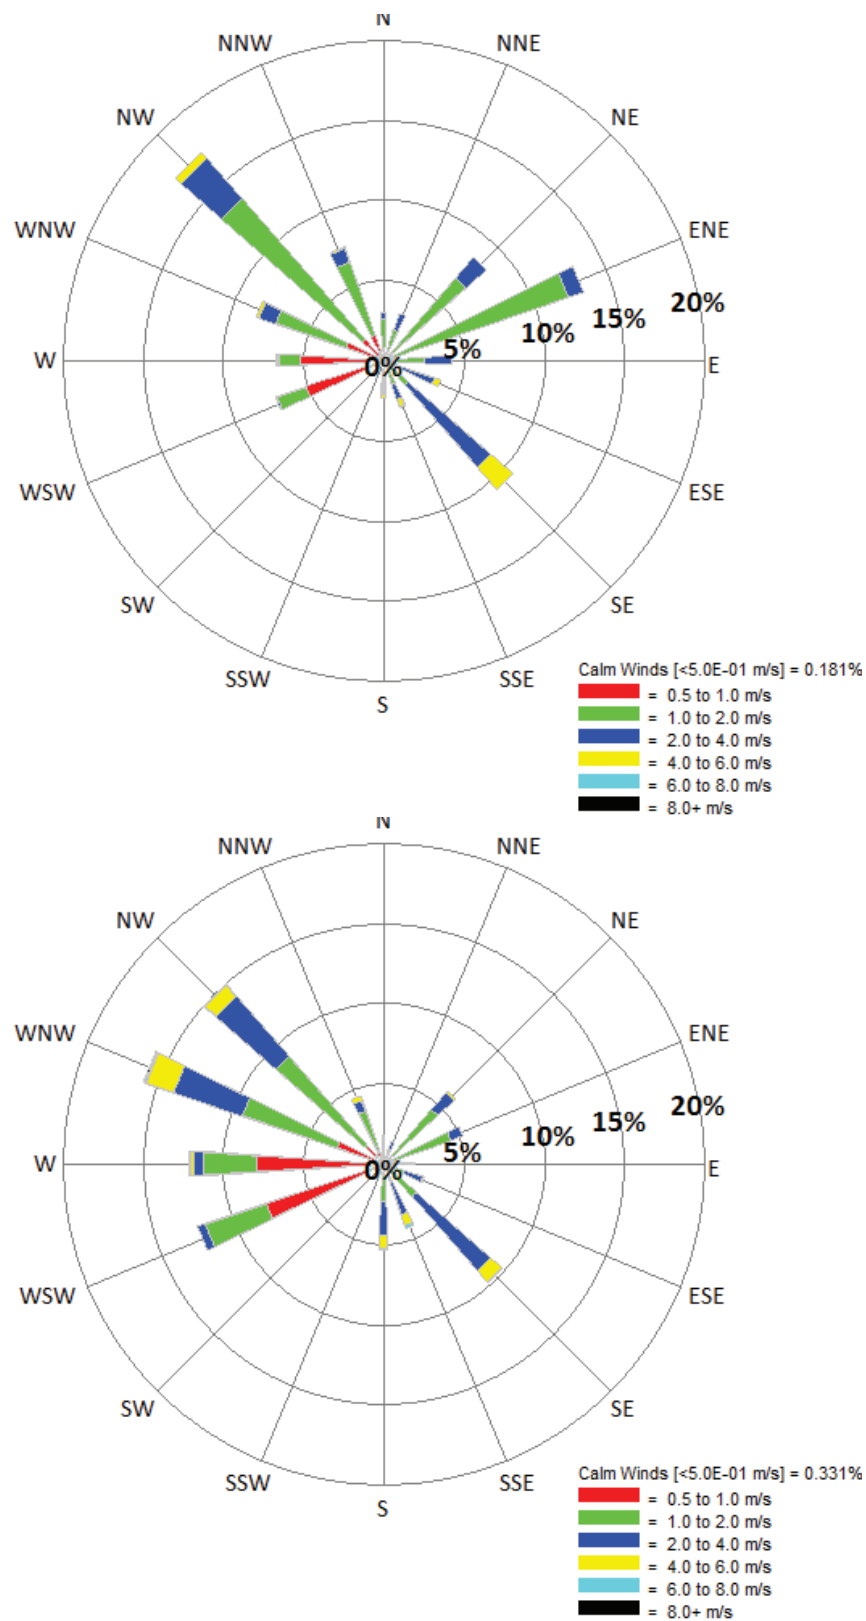 N
NNW
NNE
NW
NE
WNW
ENE
20%
15%
10%
5%
W
0%
E
WSW
ESE
SW
SE
SSW
SSE
S
Calm Winds [<5.0E-01 m/s] = 0.181%
= 0.5 to 1.0 m/s
= 1.0 to 2.0 m/s
= 2.0 to 4.0 m/s
= 4.0 to 6.0 m/s
= 6.0 to 8.0 m/s
= 8.0+ m/s
N
NNW
NNE
NW
NE
WNW
ENE
20%
15%
10%
5%
W
0%
E
WSW
ESE
SW
SE
SSW
SSE
S
Calm Winds [<5.0E-01 m/s] = 0.331%
= 0.5 to 1.0 m/s
= 1.0 to 2.0 m/s
= 2.0 to 4.0 m/s
= 4.0 to 6.0 m/s
= 6.0 to 8.0 m/s
= 8.0+ m/s